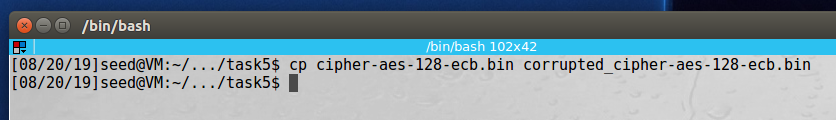 /bin/bash
/bin/bash 102x42
[08/20/19]seed@VM:~/.../task5$ cp cipher-aes-128-ecb.bin corrupted_cipher-aes-128-ecb.bin
[08/20/19]seed@VM:~/.../task5$